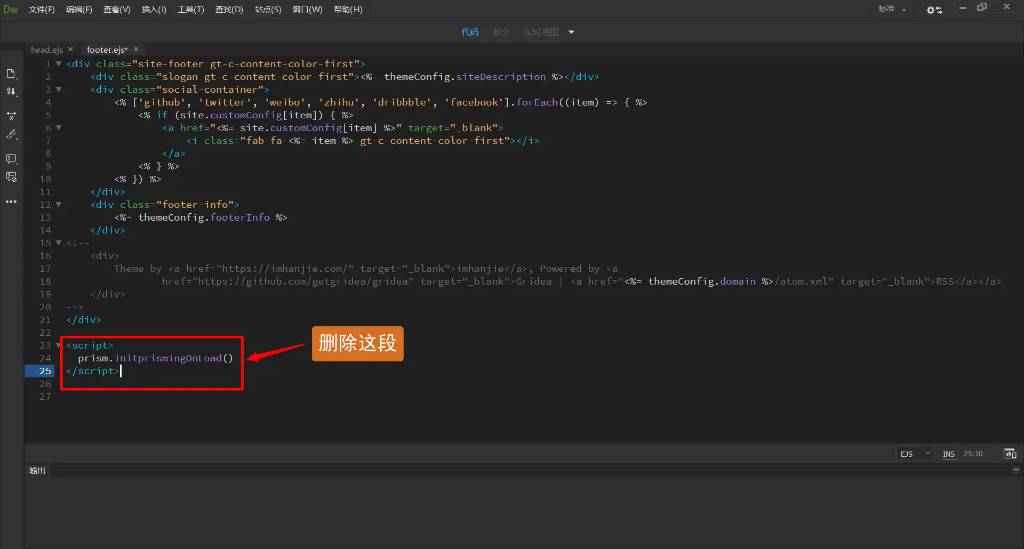 Dw 文件(F) 编辑(E) 查看(V) 插入(I) 工具(T) 查找(D) 站点(S) 窗口(W) 帮助(H) 标准
代码 拆分 实时视图
head.ejs × footer.ejs* ×
1 <div class="site-footer gt-c-content-color-first">
2 <div class="slogan gt-c-content-color-first"><%- themeConfig.siteDescription %></div>
3 <div class="social-container">
4 <% ['github', 'twitter', 'weibo', 'zhihu', 'dribbble', 'facebook'].forEach((item) => { %>
5 <% if (site.customConfig[item]) { %>
6 <a href="<%= site.customConfig[item] %>" target="_blank">
7 <i class="fab fa-<%= item %> gt-c-content-color-first"></i>
8 </a>
9 <% } %>
10 <% }) %>
11 </div>
12 <div class="footer-info">
13 <%- themeConfig.footerInfo %>
14 </div>
15 <!--
16 <div>
17 Theme by <a href="https://imhanjie.com/" target="_blank">imhanjie</a>, Powered by <a
18 href="https://github.com/getgridea/gridea" target="_blank">Gridea | <a href="<%= themeConfig.domain %>/atom.xml" target="_blank">RSS</a></a>
19 </div>
20 -->
21 </div>
22
23 <script>
24 prism.initprismingOnLoad()
25 </script>
26
27
删除这段
EJS INS 25:10
输出